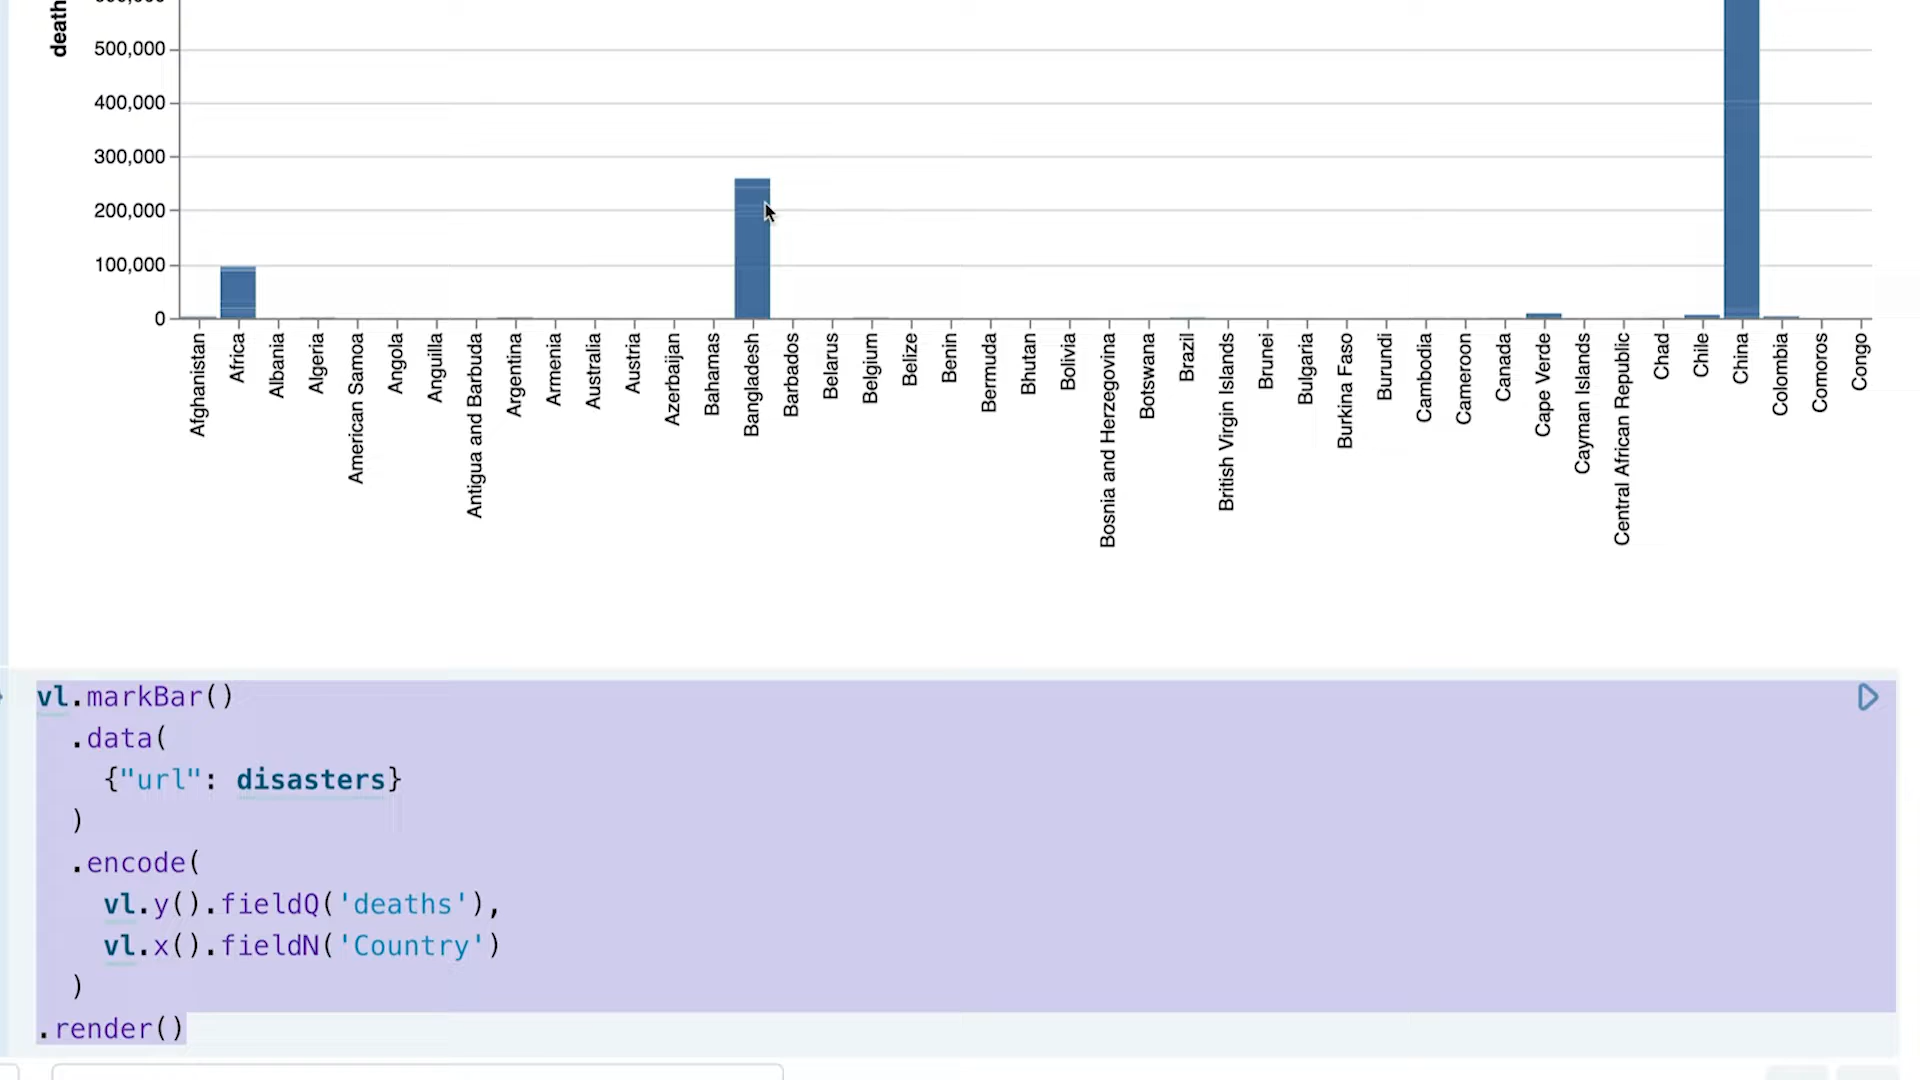 death
500,000
400,000
300,000
200,000
100,000
0
Afghanistan
Africa
Albania
Algeria
American Samoa
Angola
Anguilla
Antigua and Barbuda
Argentina
Armenia
Australia
Austria
Azerbaijan
Bahamas
Bangladesh
Barbados
Belarus
Belgium
Belize
Benin
Bermuda
Bhutan
Bolivia
Bosnia and Herzegovina
Botswana
Brazil
British Virgin Islands
Brunei
Bulgaria
Burkina Faso
Burundi
Cambodia
Cameroon
Canada
Cape Verde
Cayman Islands
Central African Republic
Chad
Chile
China
Colombia
Comoros
Congo
vl.markBar()
.data(
{"url": disasters}
)
.encode(
vl.y().fieldQ('deaths'),
vl.x().fieldN('Country')
)
.render()